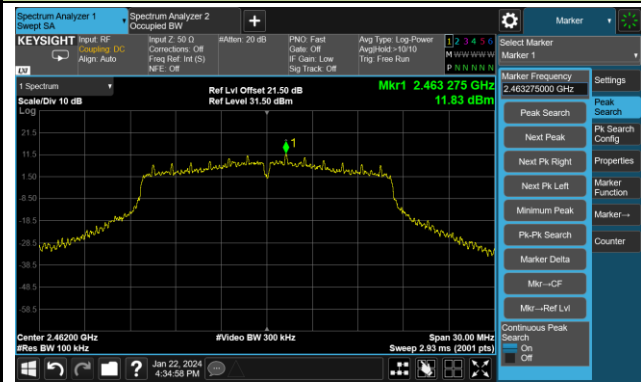 Spectrum Analyzer 1
Swept SA
Spectrum Analyzer 2
Occupied BW
Marker
KEYSIGHT
Input: RF
Coupling: DC
Align: Auto
Input Z: 50 Ω
Corrections: Off
Freq Ref: Int (S)
NFE: Off
#Atten: 20 dB
PNO: Fast
Gate: Off
IF Gain: Low
Sig Track: Off
Avg Type: Log-Power
Avg|Hold:>10/10
Trig: Free Run
1 2 3 4 5 6
M W W W W W
P N N N N N
LXI
Select Marker
Marker 1
1 Spectrum
Scale/Div 10 dB
Log
Ref Lvl Offset 21.50 dB
Ref Level 31.50 dBm
Mkr1 2.463 275 GHz
11.83 dBm
21.5
11.5
1.50
-8.50
-18.5
-28.5
-38.5
-48.5
-58.5
1
Center 2.46200 GHz
#Res BW 100 kHz
#Video BW 300 kHz
Span 30.00 MHz
Sweep 2.93 ms (2001 pts)
Marker Frequency
2.463275000 GHz
Peak Search
Next Peak
Next Pk Right
Next Pk Left
Minimum Peak
Pk-Pk Search
Marker Delta
Mkr→CF
Mkr→Ref Lvl
Continuous Peak
Search
On
Off
Settings
Peak
Search
Pk Search
Config
Properties
Marker
Function
Marker→
Counter
?
Jan 22, 2024
4:34:58 PM